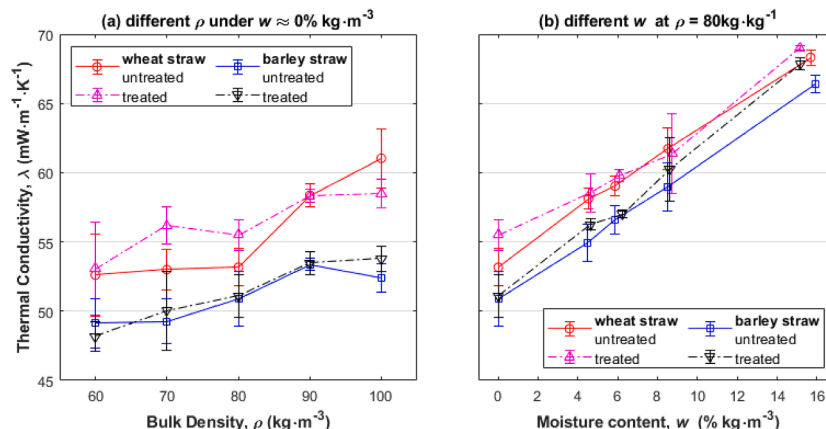 (a) different ρ under w ≈ 0% kg·m⁻³
(b) different w at ρ = 80kg·kg⁻¹
Thermal Conductivity, λ (mW·m⁻¹·K⁻¹)
70
65
60
55
50
45
wheat straw barley straw
untreated untreated
treated treated
60 70 80 90 100
Bulk Density, ρ (kg·m⁻³)
wheat straw barley straw
untreated untreated
treated treated
0 2 4 6 8 10 12 14 16
Moisture content, w (% kg·m⁻³)